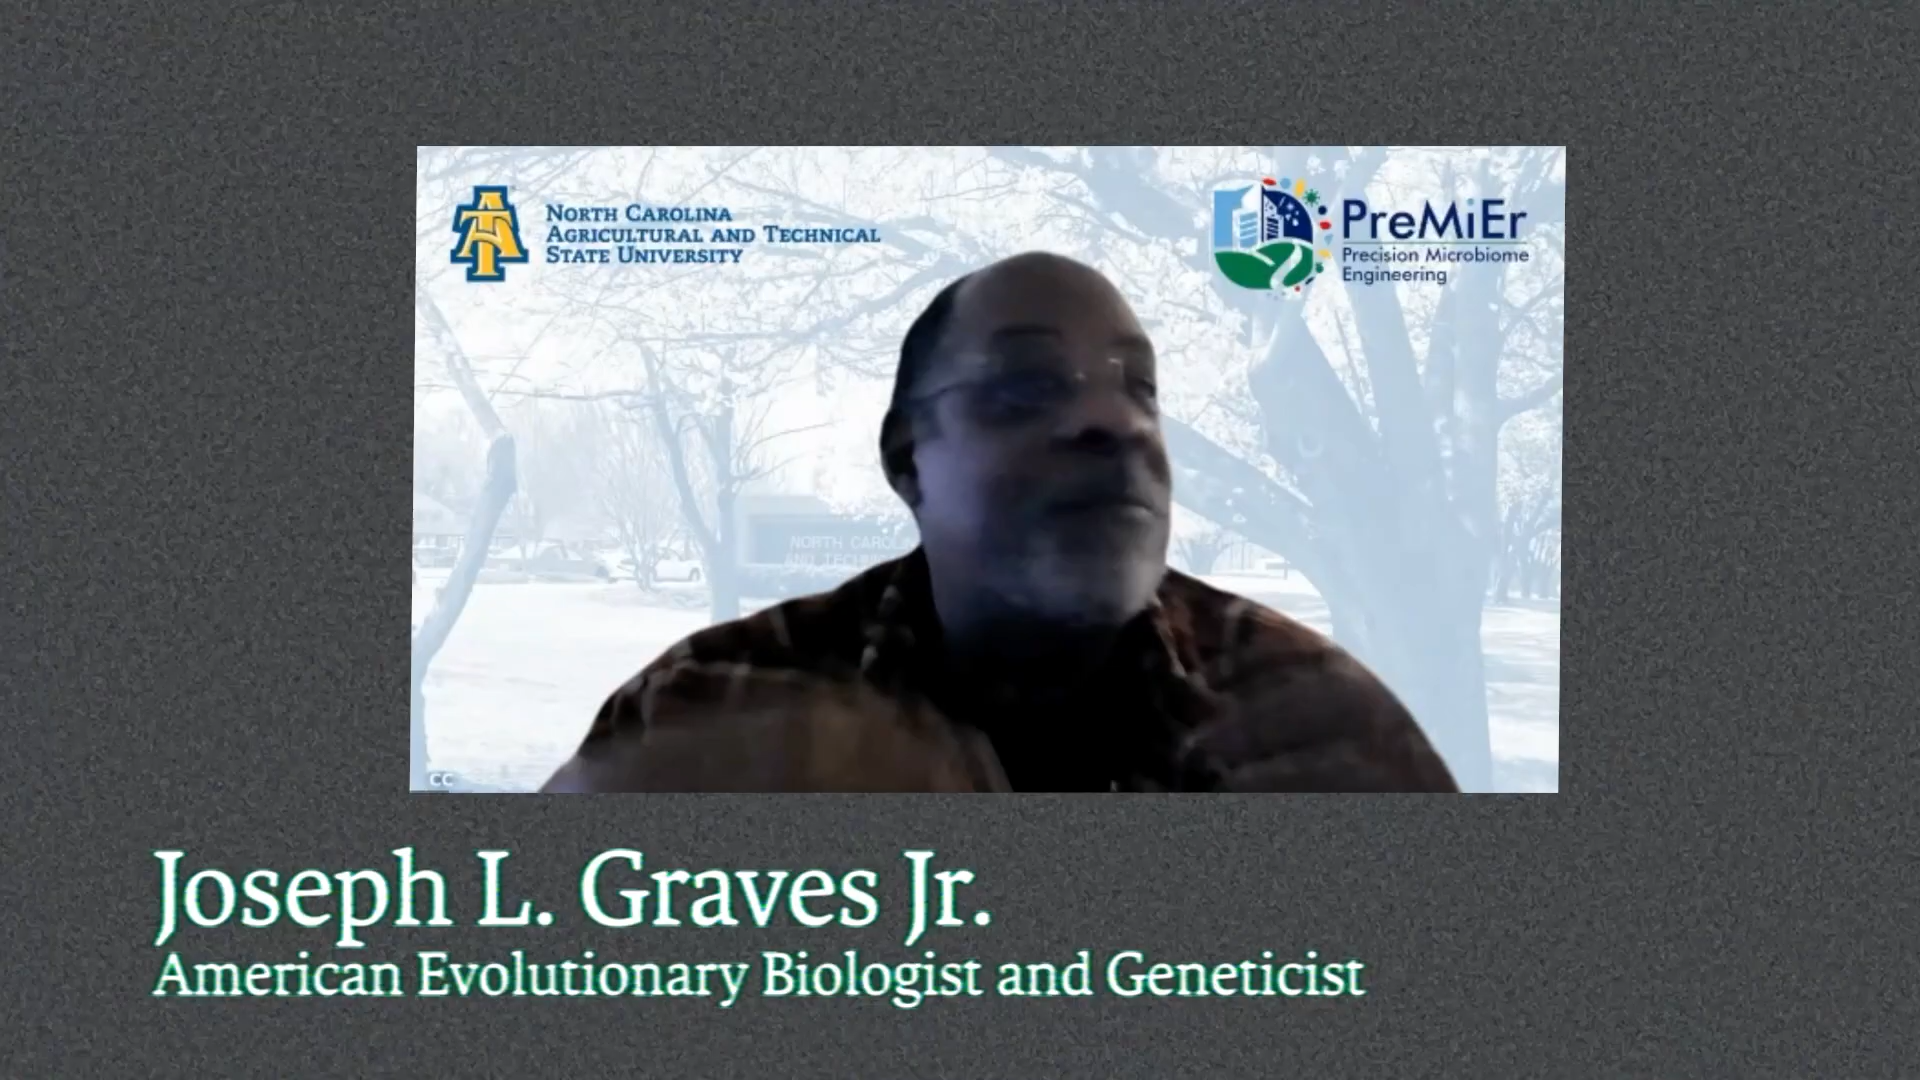 NORTH CAROLINA
AGRICULTURAL AND TECHNICAL
STATE UNIVERSITY
PreMiEr
Precision Microbiome
Engineering
NORTH
CC
Joseph L. Graves Jr.
American Evolutionary Biologist and Geneticist